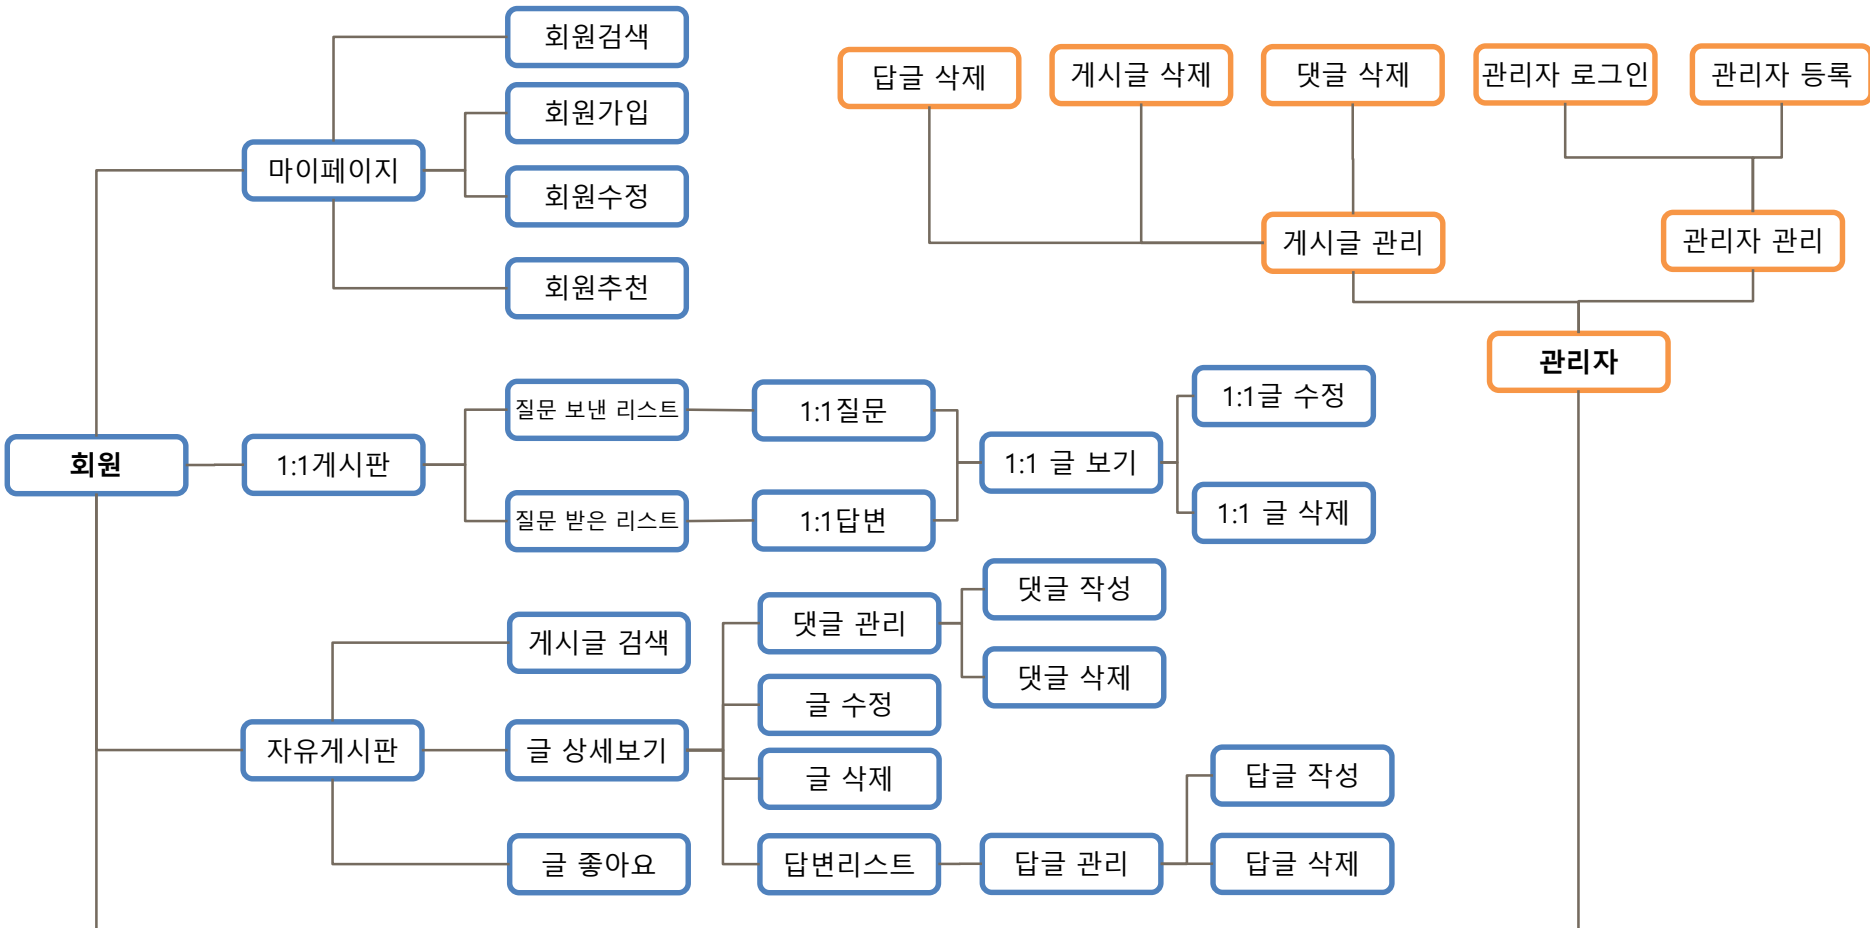 회원검색
회원가입
마이페이지
회원수정
회원추천
답글 삭제
게시글 삭제
댓글 삭제
관리자 로그인
관리자 등록
게시글 관리
관리자 관리
관리자
회원
1:1게시판
질문 보낸 리스트
1:1질문
질문 받은 리스트
1:1답변
1:1 글 보기
1:1글 수정
1:1 글 삭제
자유게시판
게시글 검색
글 상세보기
글 좋아요
댓글 관리
댓글 작성
댓글 삭제
글 수정
글 삭제
답변리스트
답글 관리
답글 작성
답글 삭제